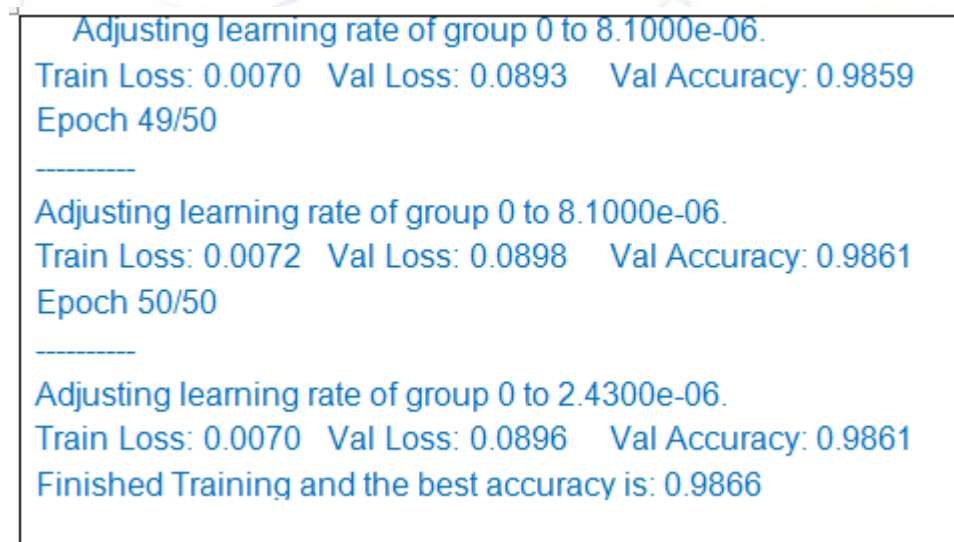 Adjusting learning rate of group 0 to 8.1000e-06.
Train Loss: 0.0070 Val Loss: 0.0893 Val Accuracy: 0.9859
Epoch 49/50
----------
Adjusting learning rate of group 0 to 8.1000e-06.
Train Loss: 0.0072 Val Loss: 0.0898 Val Accuracy: 0.9861
Epoch 50/50
----------
Adjusting learning rate of group 0 to 2.4300e-06.
Train Loss: 0.0070 Val Loss: 0.0896 Val Accuracy: 0.9861
Finished Training and the best accuracy is: 0.9866